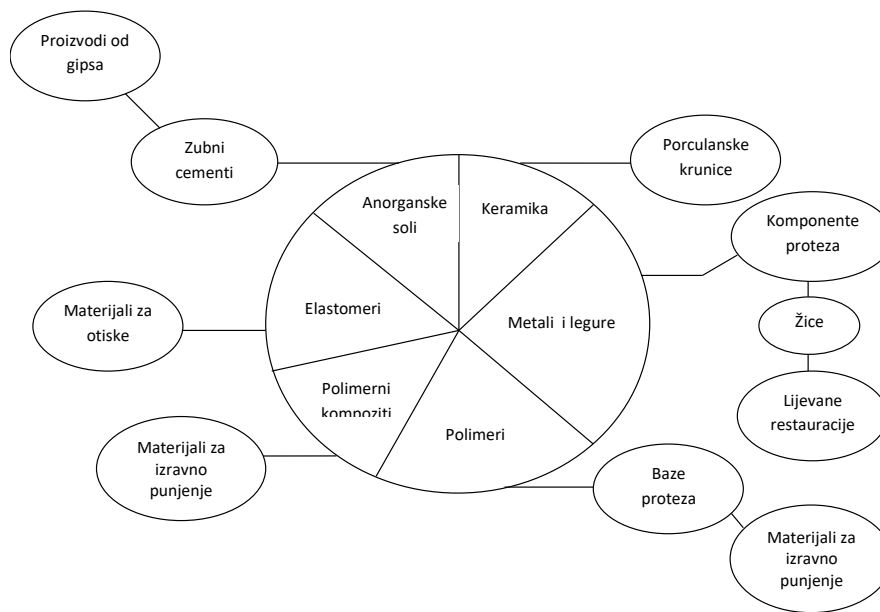 Proizvodi od
gipsa
Zubni
cementi
Porculanske
krunice
Anorganske
soli
Keramika
Komponente
proteza
Elastomeri
Metali i legure
Materijali za
otiske
Žice
Polimerni
kompoziti
Lijevane
restauracije
Polimeri
Materijali za
izravno
punjenje
Baze
proteza
Materijali za
izravno
punjenje